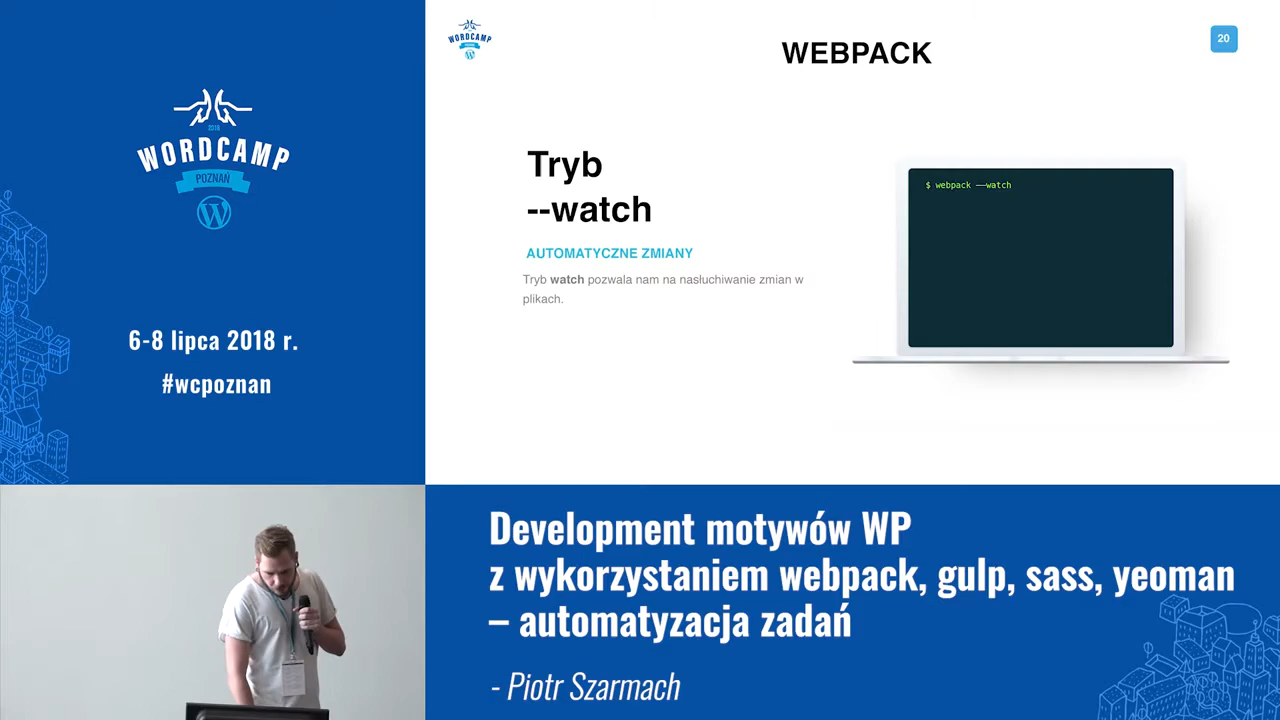 2018
WORDCAMP
POZNAŃ
6-8 lipca 2018 r.
#wcpoznan
WORDCAMP
WEBPACK
20
Tryb
--watch
AUTOMATYCZNE ZMIANY
Tryb watch pozwala nam na nasłuchiwanie zmian w
plikach.
$ webpack --watch
Development motywów WP
z wykorzystaniem webpack, gulp, sass, yeoman
– automatyzacja zadań
- Piotr Szarmach